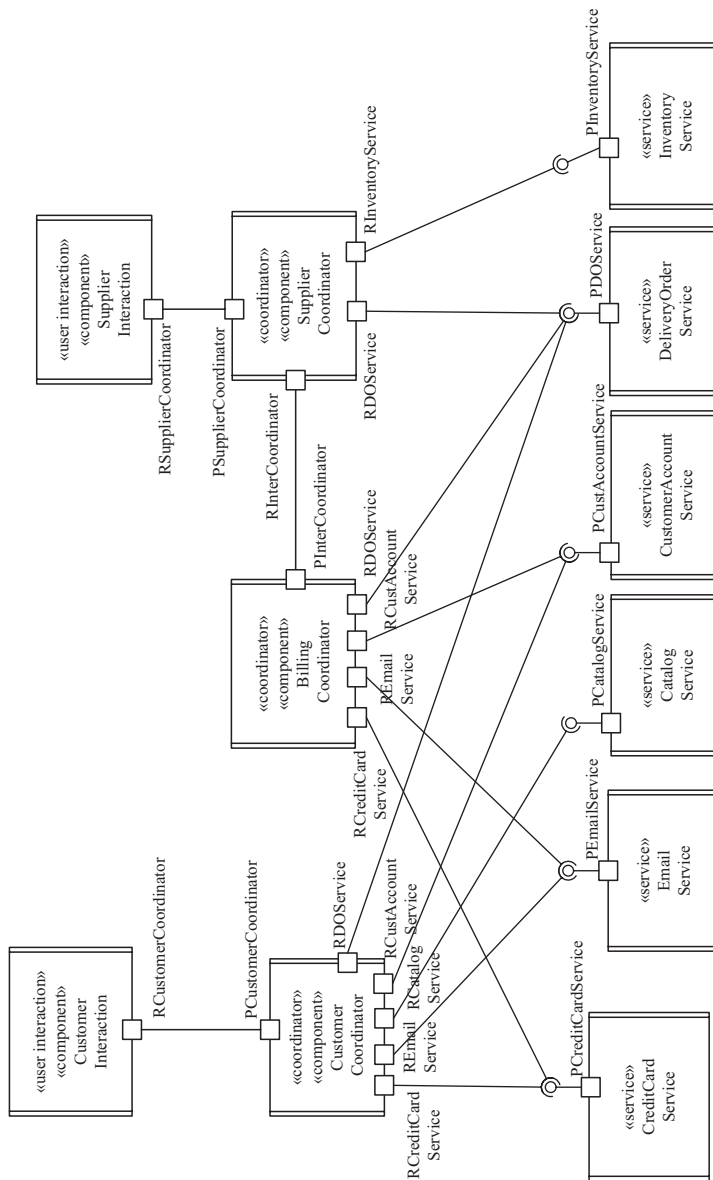 «user interaction»
«component»
Customer
Interaction
RCustomerCoordinator
PCustomerCoordinator
«coordinator»
«component»
Customer
Coordinator
RDOService
RCustAccount
Service
RCatalog
Service
REmail
Service
RCreditCard
Service
«coordinator»
«component»
Billing
Coordinator
PInterCoordinator
RDOService
RCustAccount
Service
REmail
Service
RCreditCard
Service
«user interaction»
«component»
Supplier
Interaction
RSupplierCoordinator
PSupplierCoordinator
«coordinator»
«component»
Supplier
Coordinator
RInterCoordinator
RDOService
RInventoryService
PCreditCardService
«service»
CreditCard
Service
PEmailService
«service»
Email
Service
PCatalogService
«service»
Catalog
Service
PCustAccountService
«service»
CustomerAccount
Service
PDOService
«service»
DeliveryOrder
Service
PInventoryService
«service»
Inventory
Service